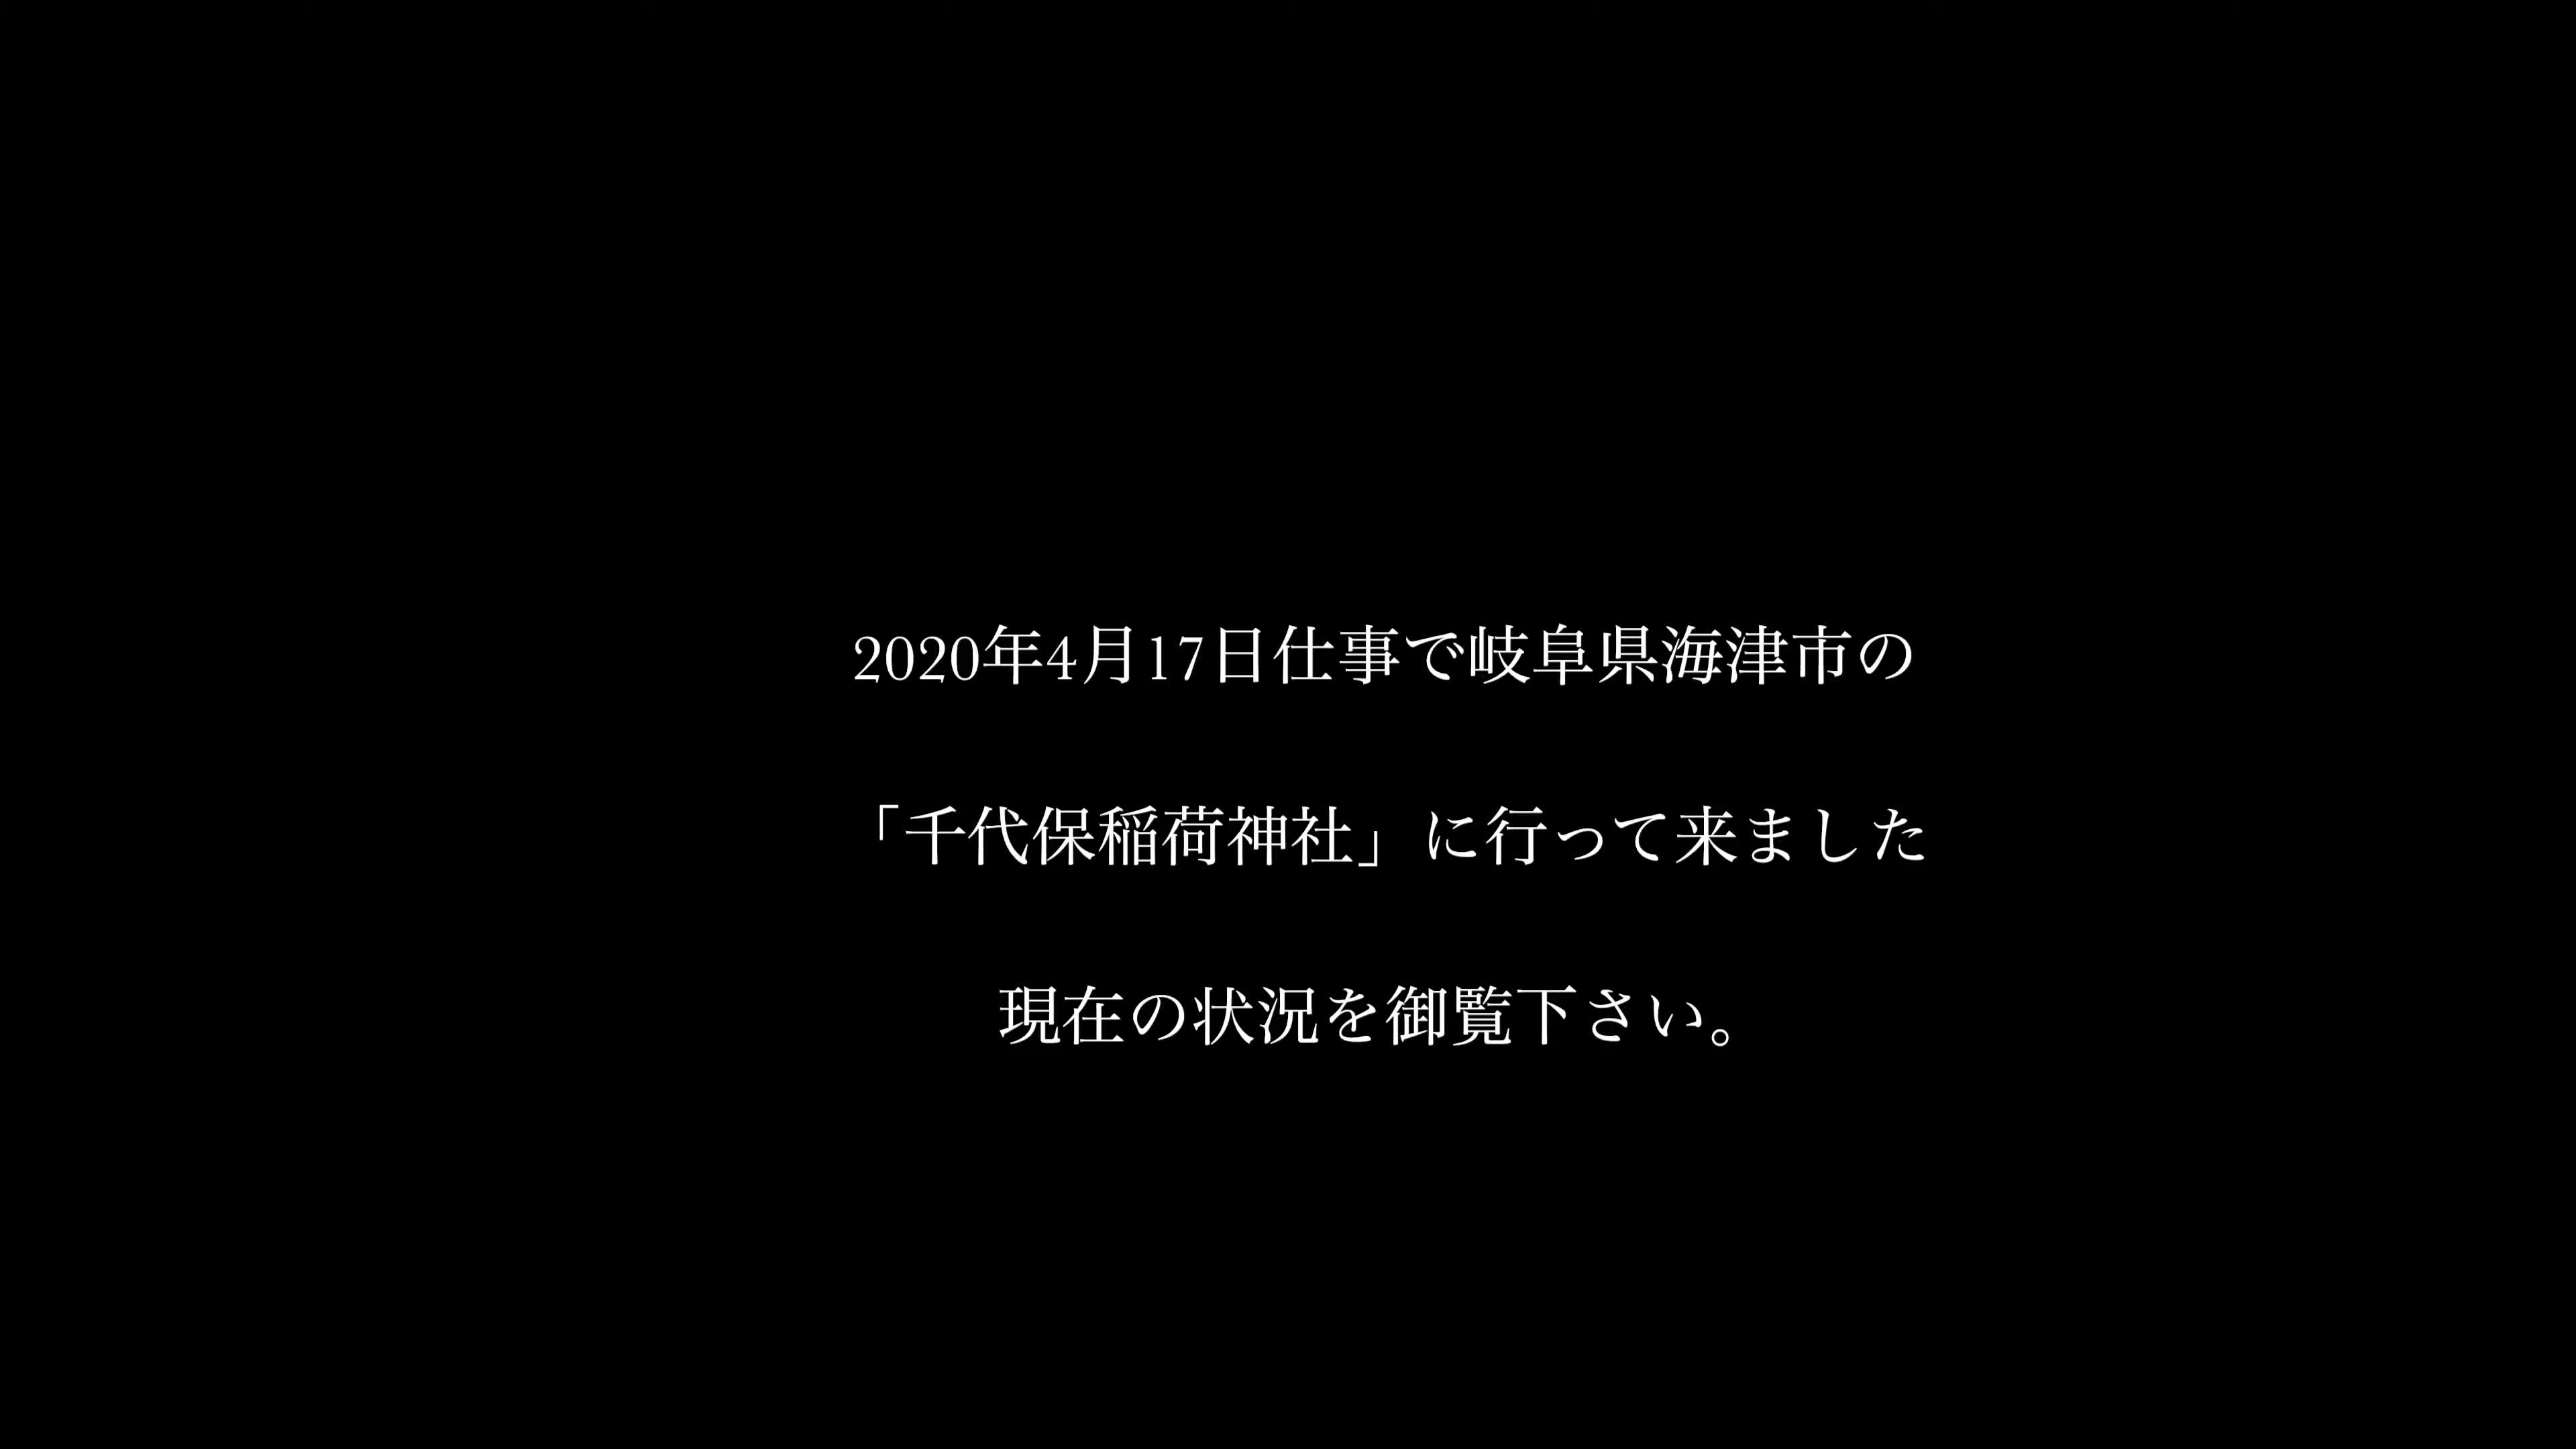 2020年4月17日仕事で岐阜県海津市の
「千代保稲荷神社」に行って来ました
現在の状況を御覧下さい。